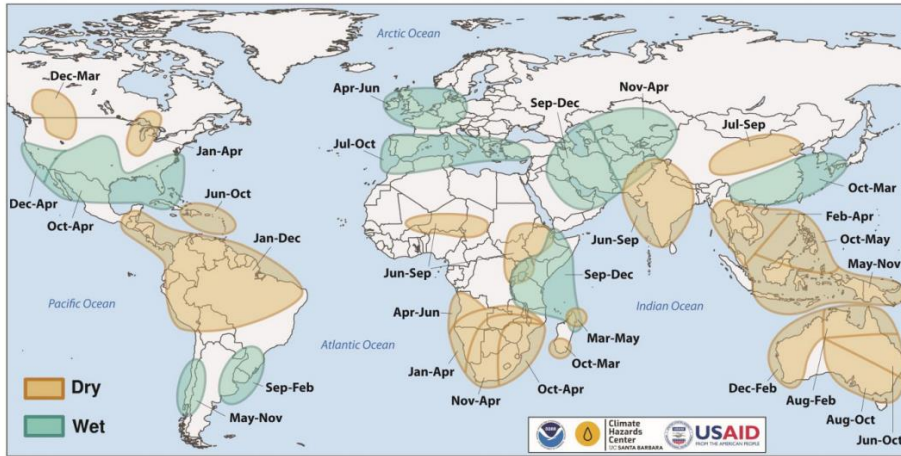 Arctic Ocean
Dec-Mar
Apr-Jun
Nov-Apr
Sep-Dec
Jul-Sep
Jul-Oct
Jan-Apr
Jun-Oct
Dec-Apr
Oct-Apr
Oct-Mar
Feb-Apr
Oct-May
May-Nov
Jan-Dec
Jun-Sep
Jun-Sep
Sep-Dec
Pacific Ocean
Indian Ocean
Apr-Jun
Atlantic Ocean
Mar-May
Oct-Mar
Jan-Apr
Oct-Apr
Nov-Apr
Sep-Feb
May-Nov
Dec-Feb
Aug-Feb
Aug-Oct
Jun-Oct
Dry
Wet
NOAA
Climate
Hazards
Center
UC SANTA BARBARA
USAID
FROM THE AMERICAN PEOPLE